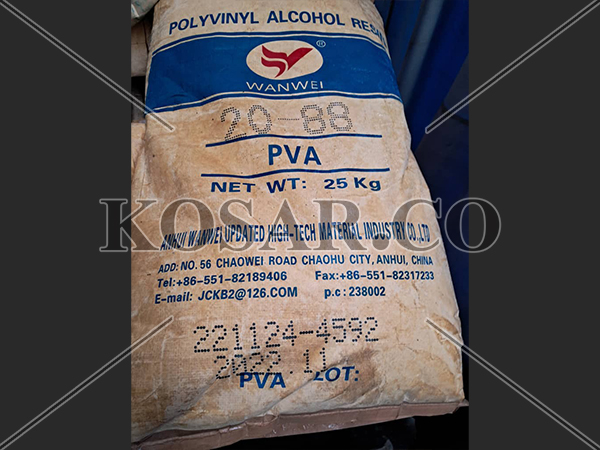 POLYVINYL ALCOHOL RESIN
®
WANWEI
20-88
PVA
NET WT: 25 Kg
KOSAR.CO
ANHUI WANWEI UPDATED HIGH-TECH MATERIAL INDUSTRY CO.,LTD
ADD: NO. 56 CHAOWEI ROAD CHAOHU CITY, ANHUI, CHINA
Tel:+86-551-82189406 Fax:+86-551-82317233
E-mail: JCKB2@126.COM p.c: 238002
221124-4592
2022.11
PVA LOT: